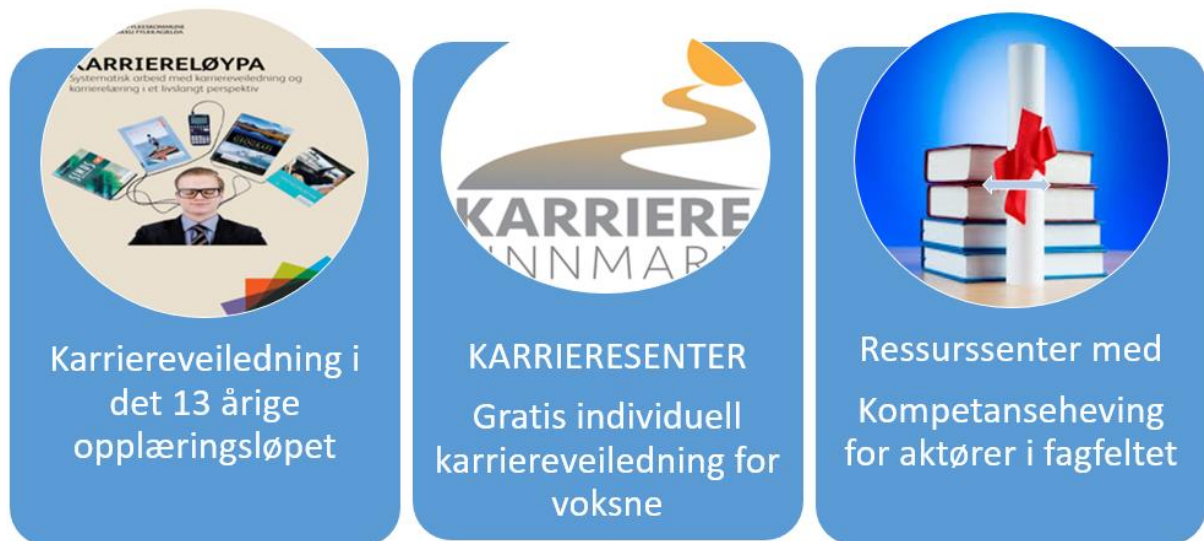 KARRIERELØYPA
Systematisk arbeid med karriereveiledning og
karrierelæring i et livslangt perspektiv
GEOGRAFI
Karriereveiledning i
det 13 årige
opplæringsløpet
KARRIERE
KARRIERESENTER
Gratis individuell
karriereveiledning for
voksne
Ressurssenter med
Kompetanseheving
for aktører i fagfeltet